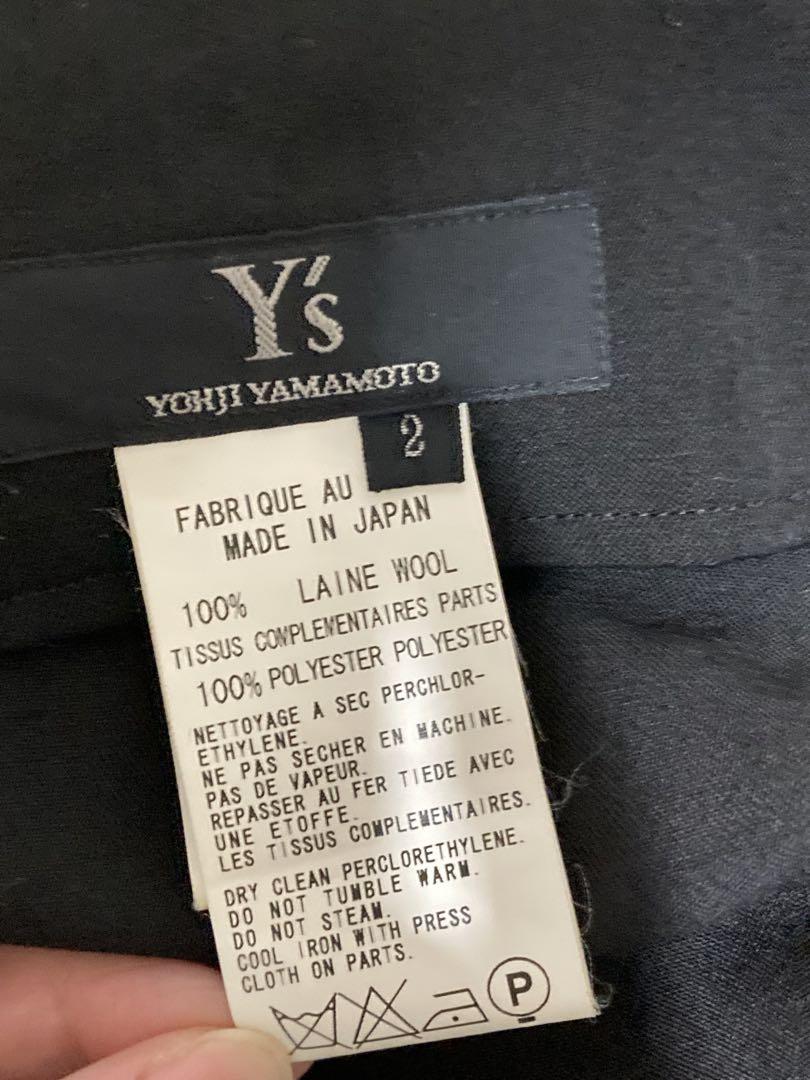 Y's
YOHJI YAMAMOTO
2
FABRIQUE AU
MADE IN JAPAN
100% LAINE WOOL
TISSUS COMPLEMENTAIRES PARTS
100% POLYESTER POLYESTER
NETTOYAGE A SEC PERCHLOR-
ETHYLENE.
NE PAS SECHER EN MACHINE.
PAS DE VAPEUR.
REPASSER AU FER TIEDE AVEC
UNE ETOFFE.
LES TISSUS COMPLEMENTAIRES.
DRY CLEAN PERCLORETHYLENE.
DO NOT TUMBLE WARM.
DO NOT STEAM.
COOL IRON WITH PRESS
CLOTH ON PARTS.
P